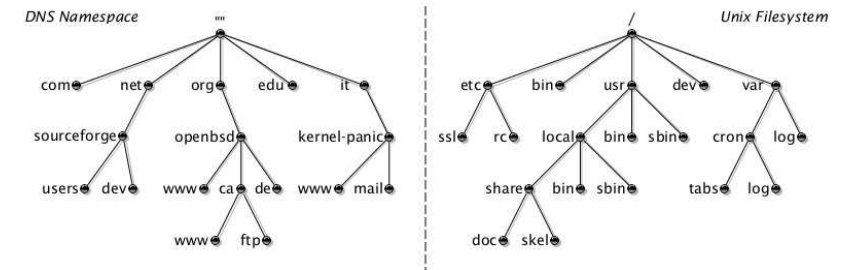 DNS Namespace "" / Unix Filesystem
com net org edu it etc bin usr dev var
sourceforge openbsd kernel-panic ssl rc local bin sbin cron log
users dev www ca de www mail share bin sbin tabs log
www ftp doc skel